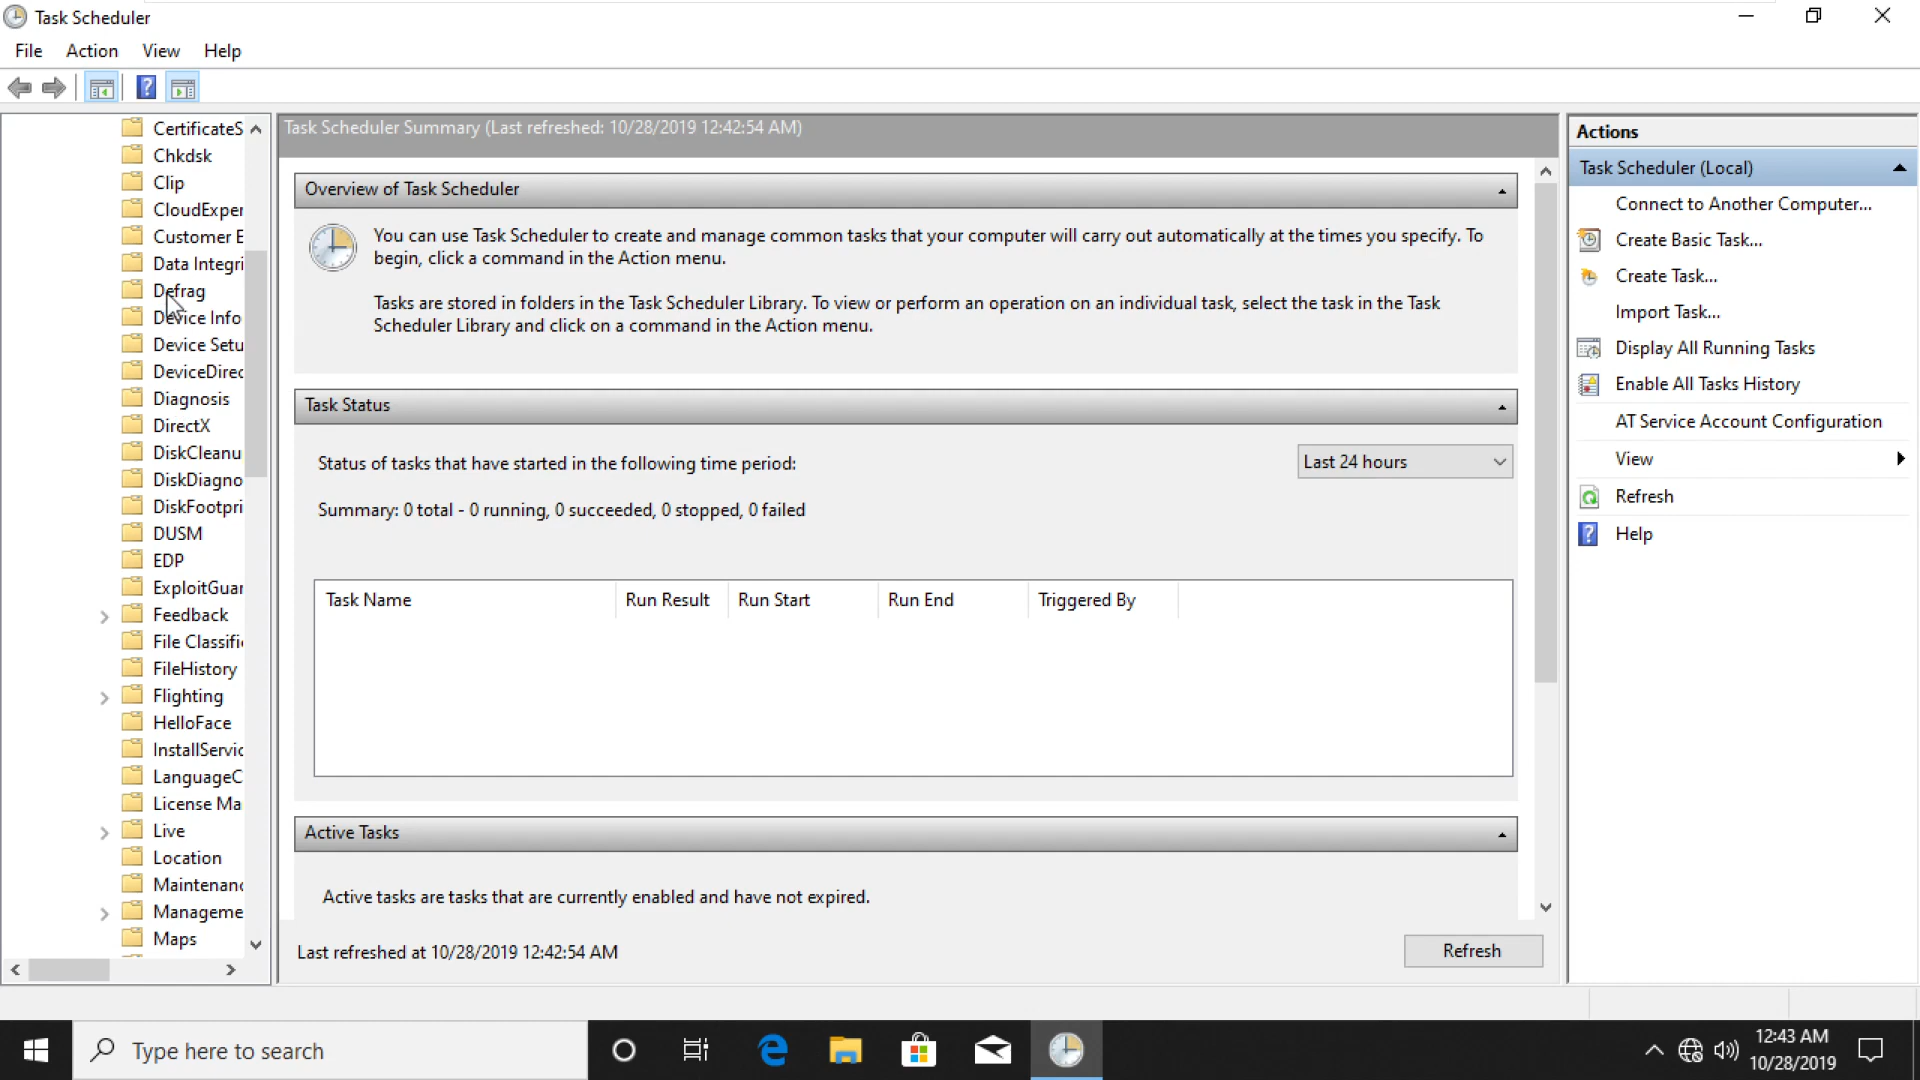 Task Scheduler
File Action View Help
CertificateS
Chkdsk
Clip
CloudExper
Customer E
Data Integri
Defrag
Device Info
Device Setu
DeviceDirec
Diagnosis
DirectX
DiskCleanu
DiskDiagno
DiskFootpri
DUSM
EDP
ExploitGuar
Feedback
File Classifi
FileHistory
Flighting
HelloFace
InstallServic
LanguageC
License Ma
Live
Location
Maintenanc
Manageme
Maps
Task Scheduler Summary (Last refreshed: 10/28/2019 12:42:54 AM)
Overview of Task Scheduler
You can use Task Scheduler to create and manage common tasks that your computer will carry out automatically at the times you specify. To
begin, click a command in the Action menu.
Tasks are stored in folders in the Task Scheduler Library. To view or perform an operation on an individual task, select the task in the Task
Scheduler Library and click on a command in the Action menu.
Task Status
Status of tasks that have started in the following time period:
Last 24 hours
Summary: 0 total - 0 running, 0 succeeded, 0 stopped, 0 failed
Task Name Run Result Run Start Run End Triggered By
Active Tasks
Active tasks are tasks that are currently enabled and have not expired.
Last refreshed at 10/28/2019 12:42:54 AM
Refresh
Actions
Task Scheduler (Local)
Connect to Another Computer...
Create Basic Task...
Create Task...
Import Task...
Display All Running Tasks
Enable All Tasks History
AT Service Account Configuration
View
Refresh
Help
Type here to search
12:43 AM
10/28/2019